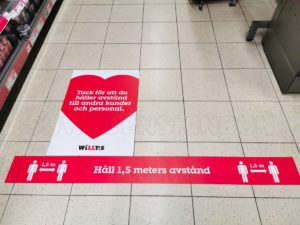 Tack för att du
håller avstånd
till andra kunder
och personal.
WiLLY:S
1,5 m
Håll 1,5 meters avstånd
1,5 m